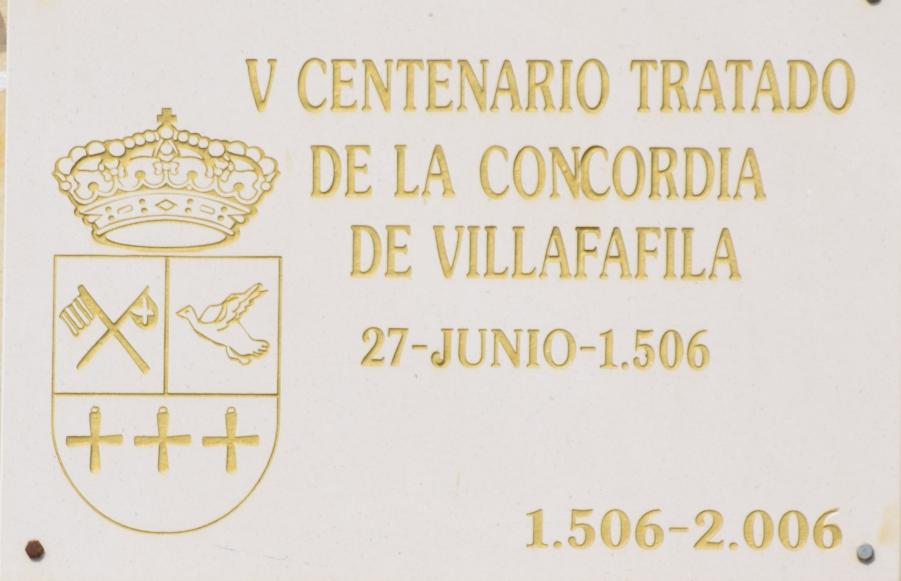 V CENTENARIO TRATADO
DE LA CONCORDIA
DE VILLAFAFILA
27-JUNIO-1.506
1.506-2.006